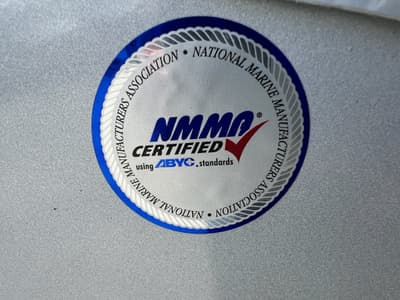 NATIONAL MARINE MANUFACTURERS ASSOCIATION • NATIONAL MARINE MANUFACTURERS ASSOCIATION •
NMMA®
CERTIFIED
using ABYC. standards